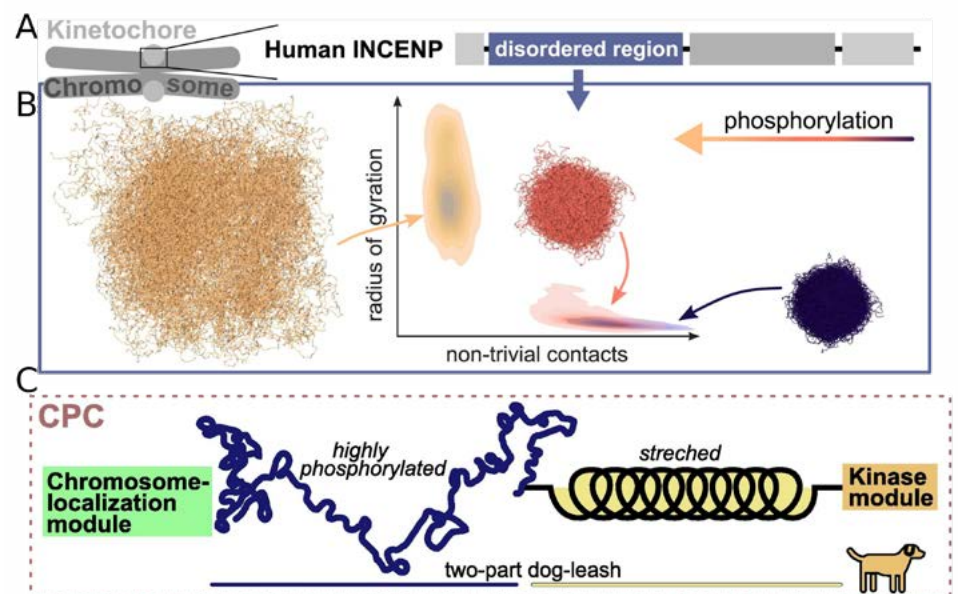 A
Kinetochore
Chromo some
Human INCENP
disordered region
B
phosphorylation
radius of gyration
non-trivial contacts
C
CPC
Chromosome-
localization
module
highly
phosphorylated
streched
Kinase
module
two-part dog-leash